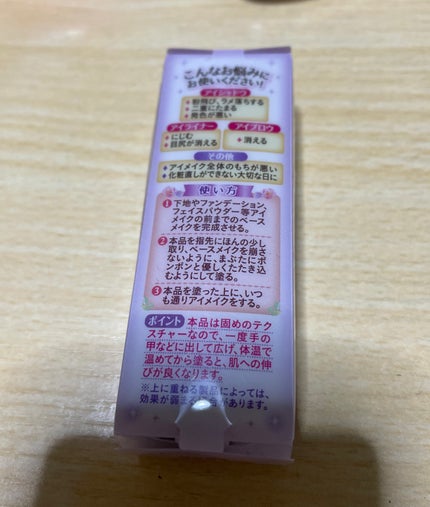 こんなお悩みに
お使いください!
アイシャドウ
粉飛び、ラメ落ちする
二重にたまる
発色が悪い
アイライナー
にじむ
目尻が消える
アイブロウ
消える
その他
アイメイク全体のもちが悪い
化粧直しができない大切な日に
使い方
1 下地やファンデーション、
フェイスパウダー等アイ
メイクの前までのベース
メイクを完成させる。
2 本品を指先にほんの少し
取り、ベースメイクを崩さ
ないように、まぶたにポ
ンポンと優しくたたき込
むようにして塗る。
3 本品を塗った上に、いつ
も通りアイメイクをする。
ポイント 本品は固めのテク
スチャーなので、一度手の
甲などに出して広げ、体温で
温めてから塗ると、肌への伸
びが良くなります。
※上に重ねる製品によっては、
効果が弱まる があります。